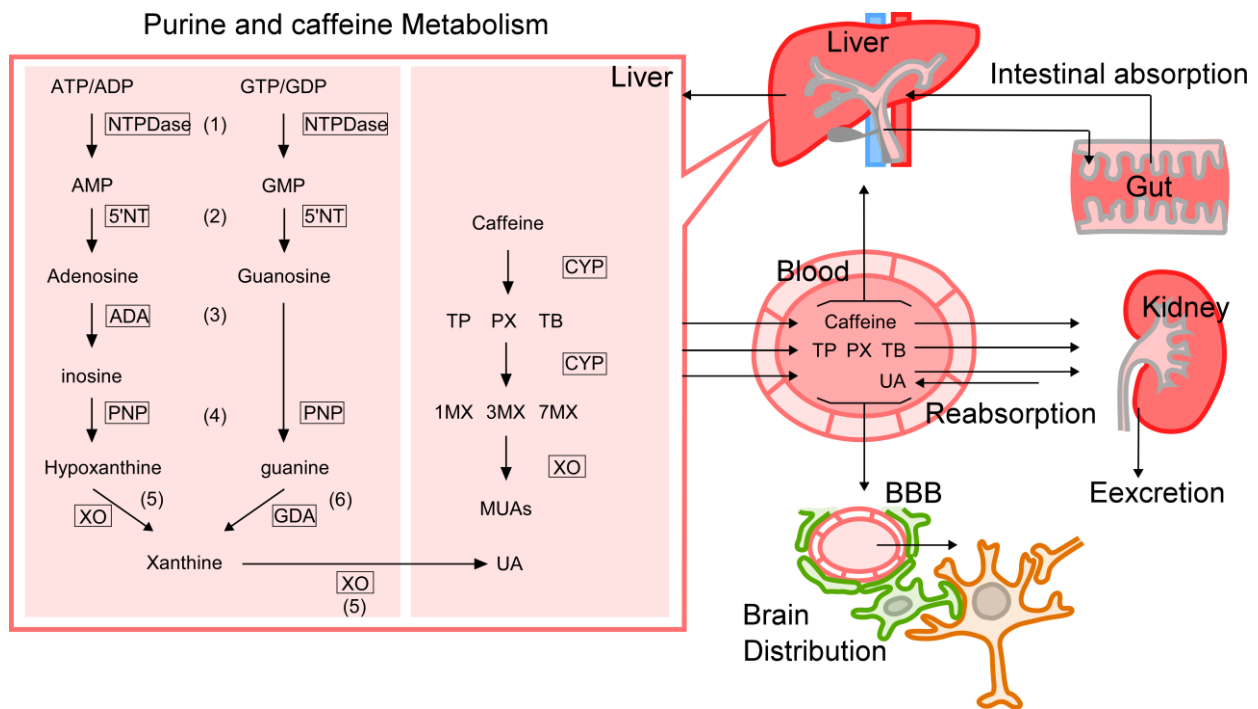 Purine and caffeine Metabolism
ATP/ADP GTP/GDP
NTPDase (1) NTPDase
AMP GMP
5'NT (2) 5'NT
Adenosine Guanosine
ADA (3)
inosine
PNP (4) PNP
Hypoxanthine guanine
XO (5) (6) GDA
Xanthine
XO
(5)
Caffeine
CYP
TP PX TB
CYP
1MX 3MX 7MX
XO
MUAs
UA
Liver
Liver
Intestinal absorption
Gut
Blood
Caffeine
TP PX TB
UA
Kidney
Reabsorption
Eexcretion
BBB
Brain
Distribution